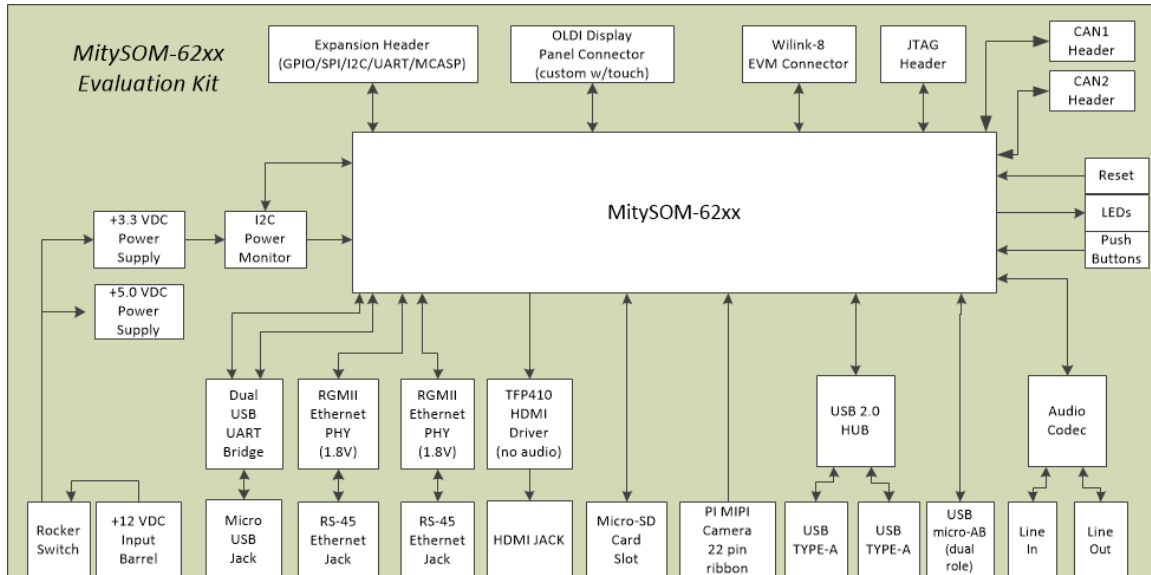 MitySOM-62xx
Evaluation Kit
Expansion Header
(GPIO/SPI/I2C/UART/MCASP)
OLDI Display
Panel Connector
(custom w/touch)
Wilink-8
EVM Connector
JTAG
Header
CAN1
Header
CAN2
Header
MitySOM-62xx
Reset
LEDs
Push
Buttons
+3.3 VDC
Power
Supply
I2C
Power
Monitor
+5.0 VDC
Power
Supply
Dual
USB
UART
Bridge
RGMII
Ethernet
PHY
(1.8V)
RGMII
Ethernet
PHY
(1.8V)
TFP410
HDMI
Driver
(no audio)
USB 2.0
HUB
Audio
Codec
Rocker
Switch
+12 VDC
Input
Barrel
Micro
USB
Jack
RS-45
Ethernet
Jack
RS-45
Ethernet
Jack
HDMI JACK
Micro-SD
Card
Slot
PI MIPI
Camera
22 pin
ribbon
USB
TYPE-A
USB
TYPE-A
USB
micro-AB
(dual
role)
Line
In
Line
Out